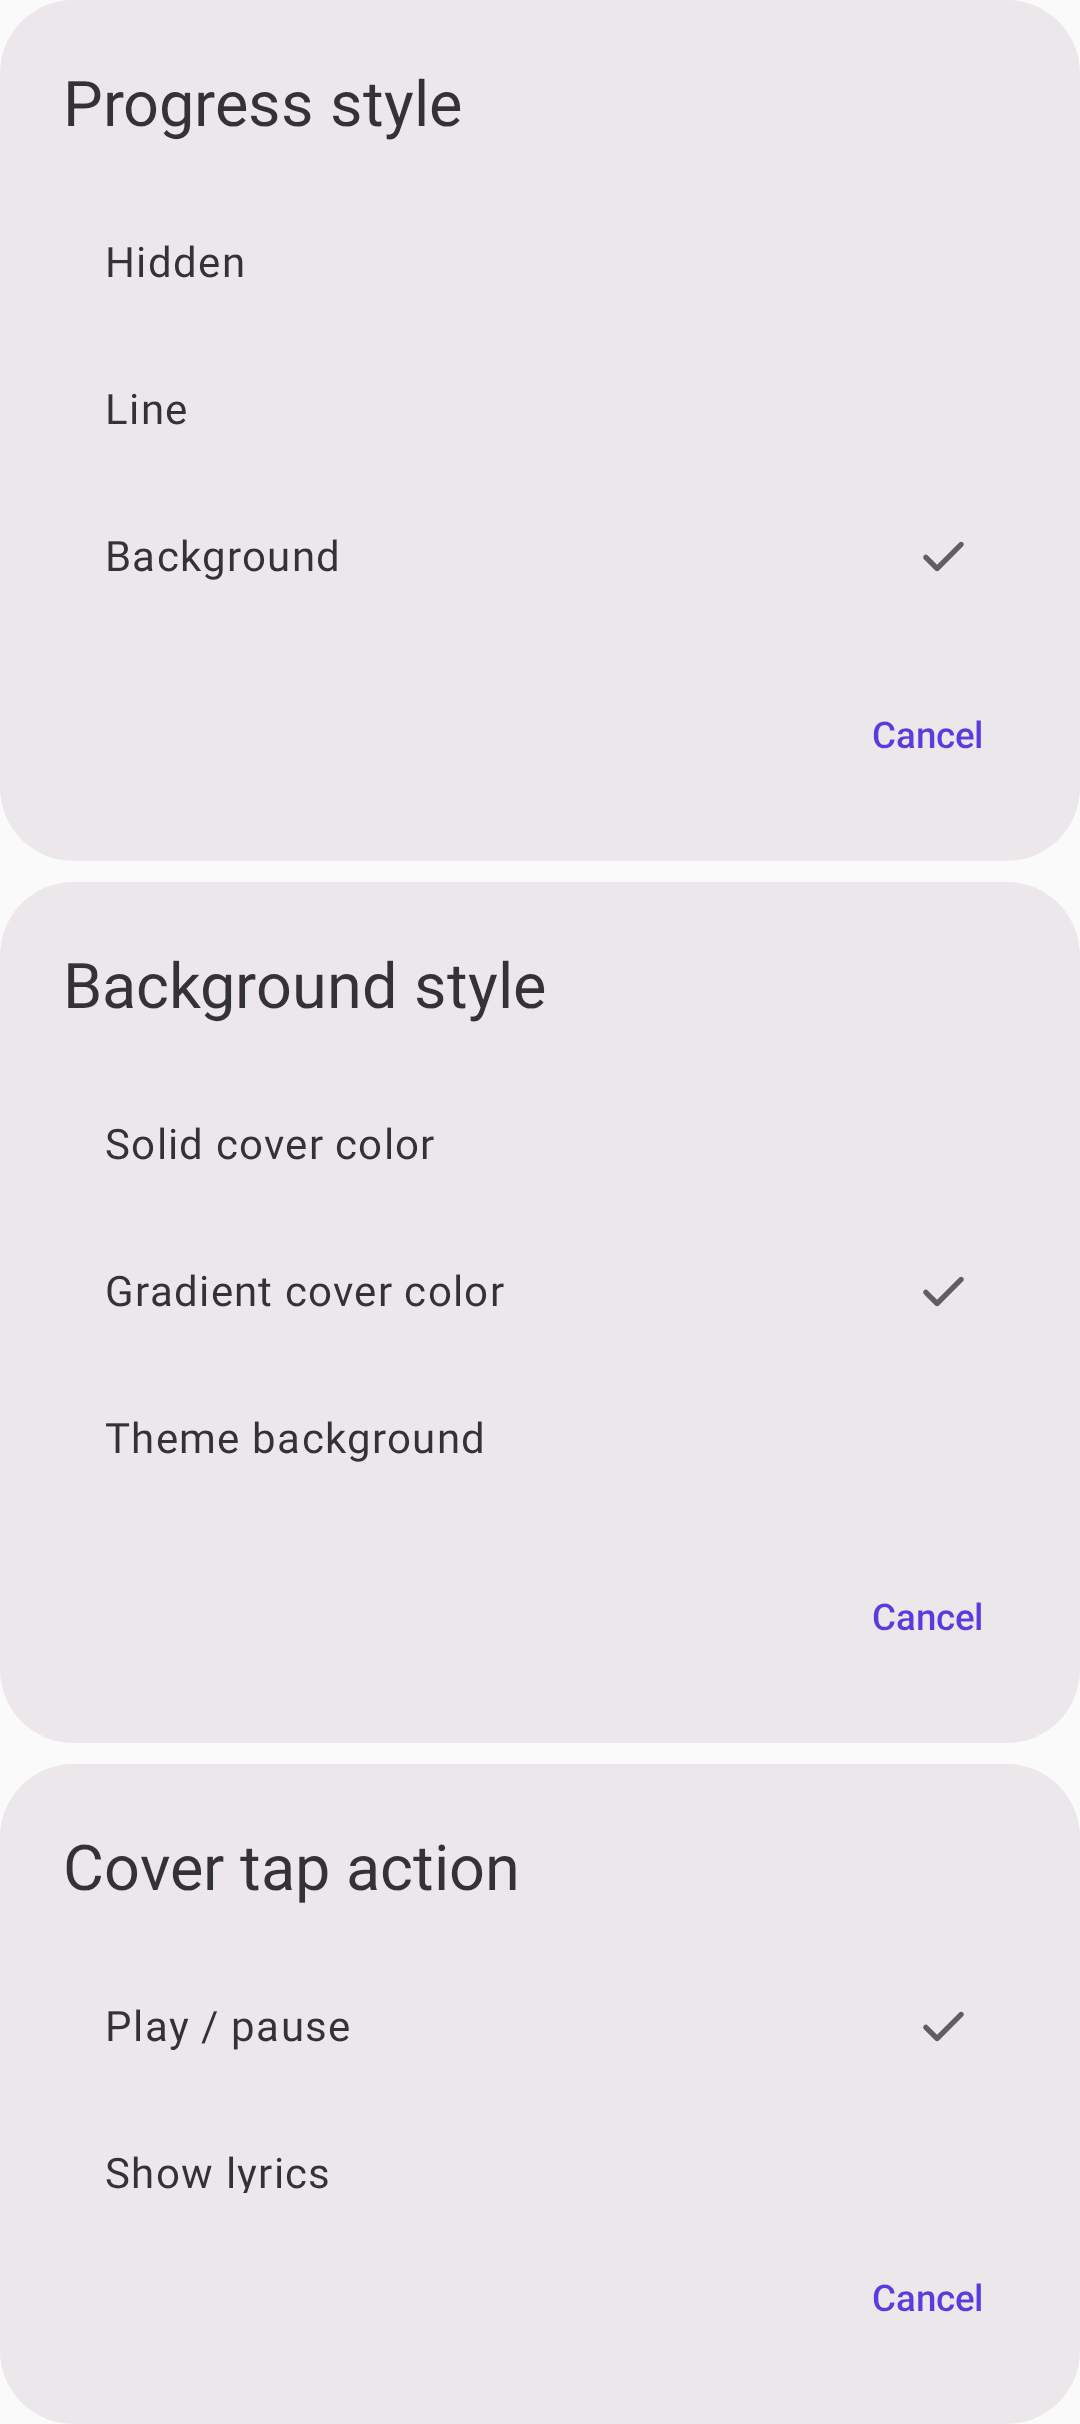 Progress style
Hidden
Line
Background
Cancel
Background style
Solid cover color
Gradient cover color
Theme background
Cancel
Cover tap action
Play / pause
Show lyrics
Cancel